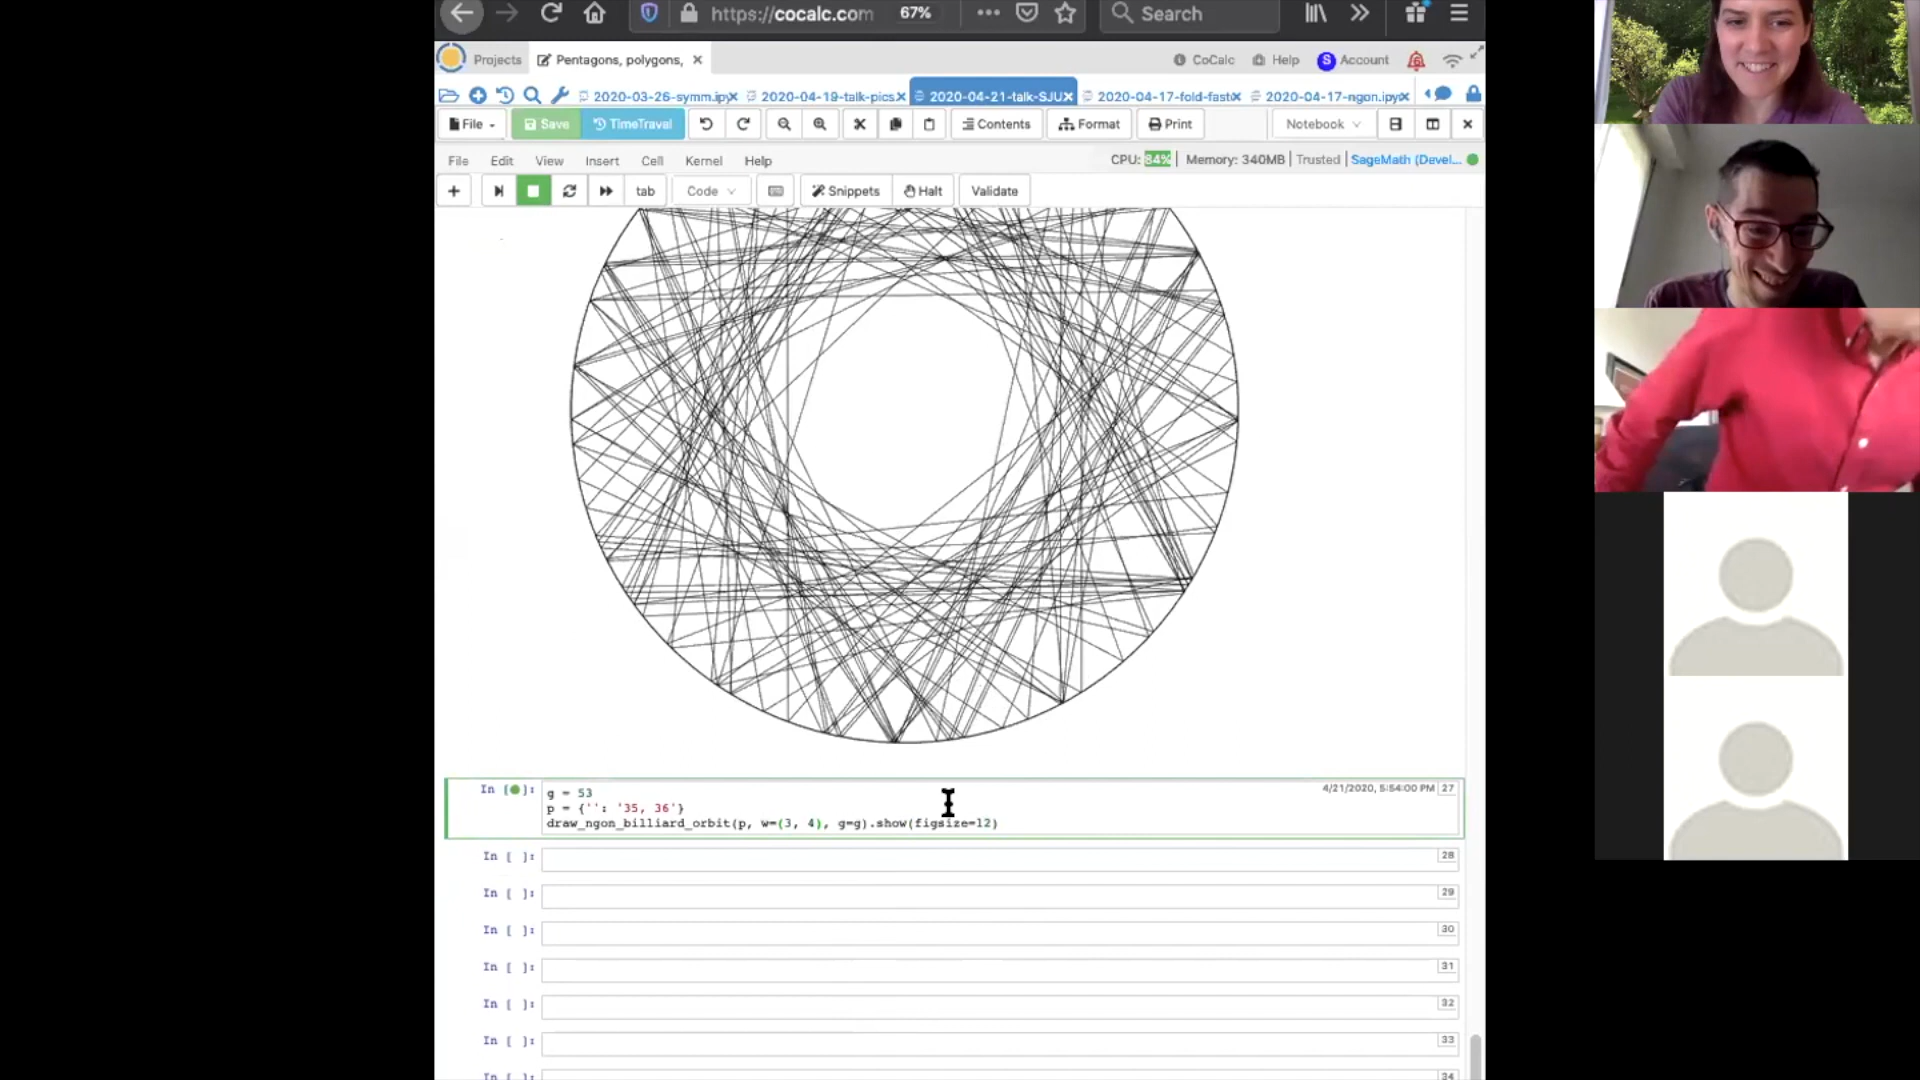 https://cocalc.com 67% Search
Projects Pentagons, polygons, CoCalc Help S Account
2020-03-26-symm.ipy 2020-04-19-talk-pics. 2020-04-21-talk-SJU 2020-04-17-fold-fast 2020-04-17-ngon.ipy
File Save TimeTravel Contents Format Print Notebook
File Edit View Insert Cell Kernel Help CPU: 84% Memory: 340MB Trusted SageMath (Devel...
tab Code Snippets Halt Validate
In [ ]: g = 53 4/21/2020, 5:54:00 PM 27
p = {'': '35, 36'}
draw_ngon_billiard_orbit(p, w=(3, 4), g=g).show(figsize=12)
In [ ]: 28
In [ ]: 29
In [ ]: 30
In [ ]: 31
In [ ]: 32
In [ ]: 33
In [ ]: 34